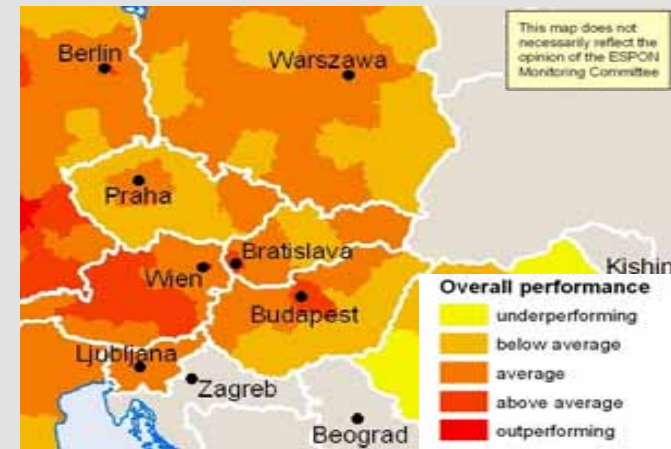 This map does not
necessarily reflect the
opinion of the ESPON
Monitoring Committee
Berlin
Warszawa
Praha
Bratislava
Wien
Kishin
Budapest
Ljubljana
Zagreb
Beograd
Overall performance
underperforming
below average
average
above average
outperforming